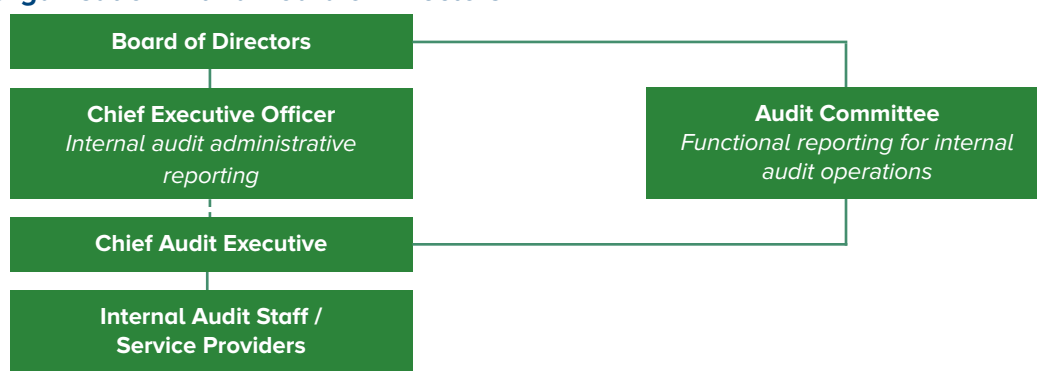 Board of Directors
Chief Executive Officer
Internal audit administrative
reporting
Audit Committee
Functional reporting for internal
audit operations
Chief Audit Executive
Internal Audit Staff /
Service Providers